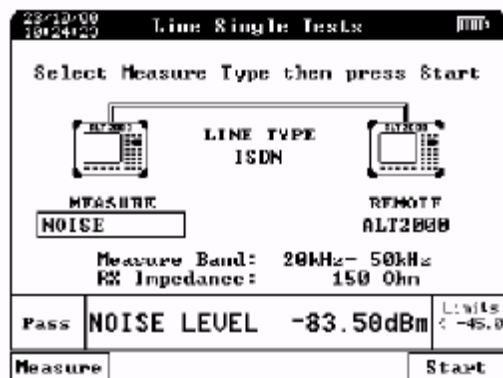 23/10/00
10:24:23
Line Single Tests
Select Measure Type then press Start
ALT2000
ALT2000
LINE TYPE
ISDN
MEASURE
REMOTE
NOISE
ALT2000
Measure Band: 20kHz- 50kHz
RX Impedance: 150 Ohm
Pass
NOISE LEVEL -83.50dBm
Limits
< -45.0
Measure
Start